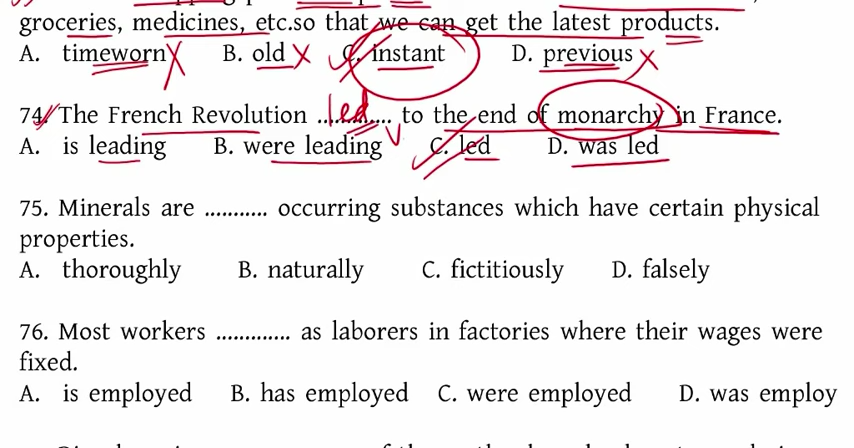 groceries, medicines, etc.so that we can get the latest products.
A. timeworn B. old C. instant D. previous
74. The French Revolution ....led.... to the end of monarchy in France.
A. is leading B. were leading C. led D. was led
75. Minerals are ........... occurring substances which have certain physical
properties.
A. thoroughly B. naturally C. fictitiously D. falsely
76. Most workers ............. as laborers in factories where their wages were
fixed.
A. is employed B. has employed C. were employed D. was employ